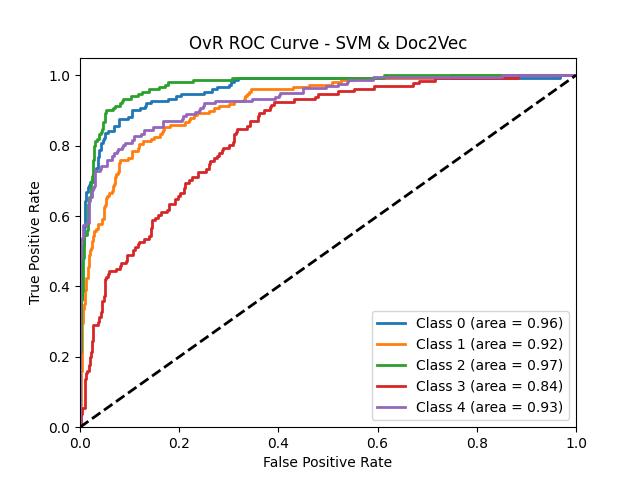 OvR ROC Curve - SVM & Doc2Vec
True Positive Rate
1.0
0.8
0.6
0.4
0.2
0.0
0.0 0.2 0.4 0.6 0.8 1.0
False Positive Rate
Class 0 (area = 0.96)
Class 1 (area = 0.92)
Class 2 (area = 0.97)
Class 3 (area = 0.84)
Class 4 (area = 0.93)